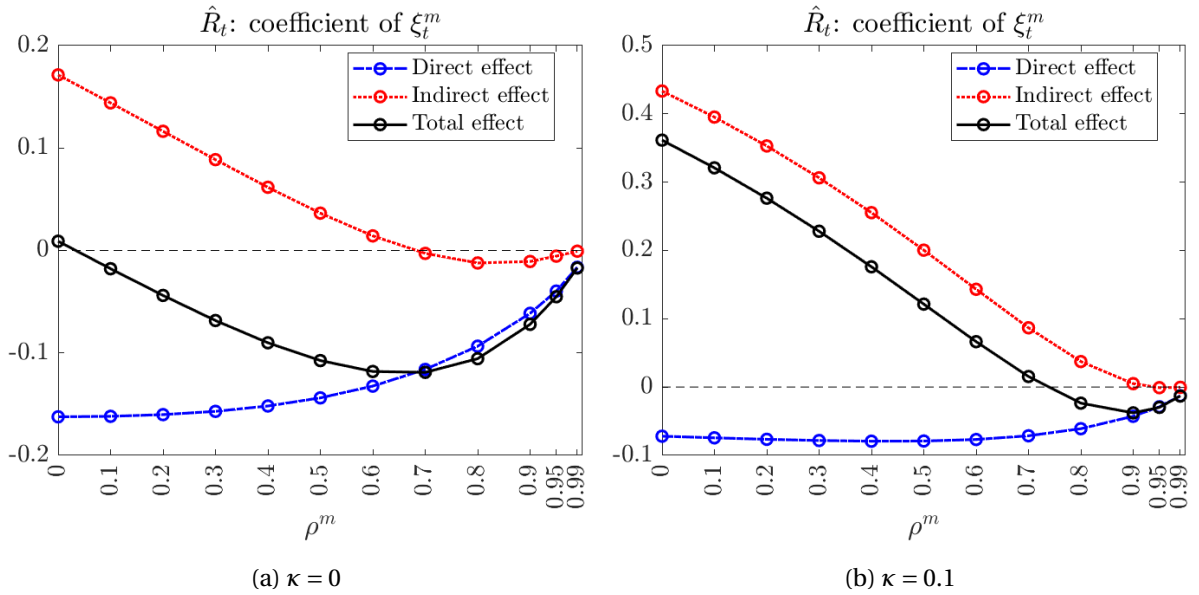 R̂ₜ: coefficient of ξₜᵐ
0.2
0.1
0
-0.1
-0.2
Direct effect
Indirect effect
Total effect
0 0.1 0.2 0.3 0.4 0.5 0.6 0.7 0.8 0.9 0.95 0.99
ρᵐ
(a) κ = 0
R̂ₜ: coefficient of ξₜᵐ
0.5
0.4
0.3
0.2
0.1
0
-0.1
Direct effect
Indirect effect
Total effect
0 0.1 0.2 0.3 0.4 0.5 0.6 0.7 0.8 0.9 0.95 0.99
ρᵐ
(b) κ = 0.1